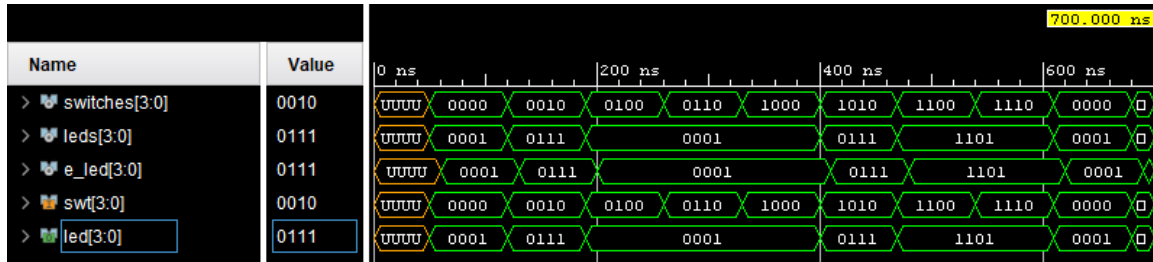 700.000 ns
Name Value 0 ns 200 ns 400 ns 600 ns
> switches[3:0] 0010 UUUU 0000 0010 0100 0110 1000 1010 1100 1110 0000
> leds[3:0] 0111 UUUU 0001 0111 0001 0111 1101 0001
> e_led[3:0] 0111 UUUU 0001 0111 0001 0111 1101 0001
> swt[3:0] 0010 UUUU 0000 0010 0100 0110 1000 1010 1100 1110 0000
> led[3:0] 0111 UUUU 0001 0111 0001 0111 1101 0001